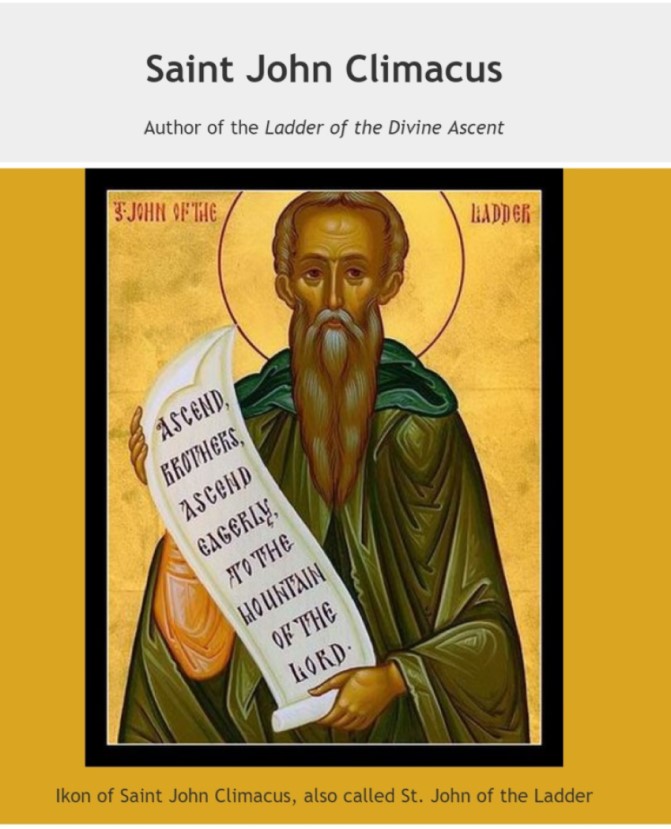 Saint John Climacus
Author of the Ladder of the Divine Ascent
St JOHN OF THE LADDER
ASCEND,
BROTHERS,
ASCEND
EAGERLY,
TO THE
MOUNTAIN
OF THE
LORD.
Ikon of Saint John Climacus, also called St. John of the Ladder